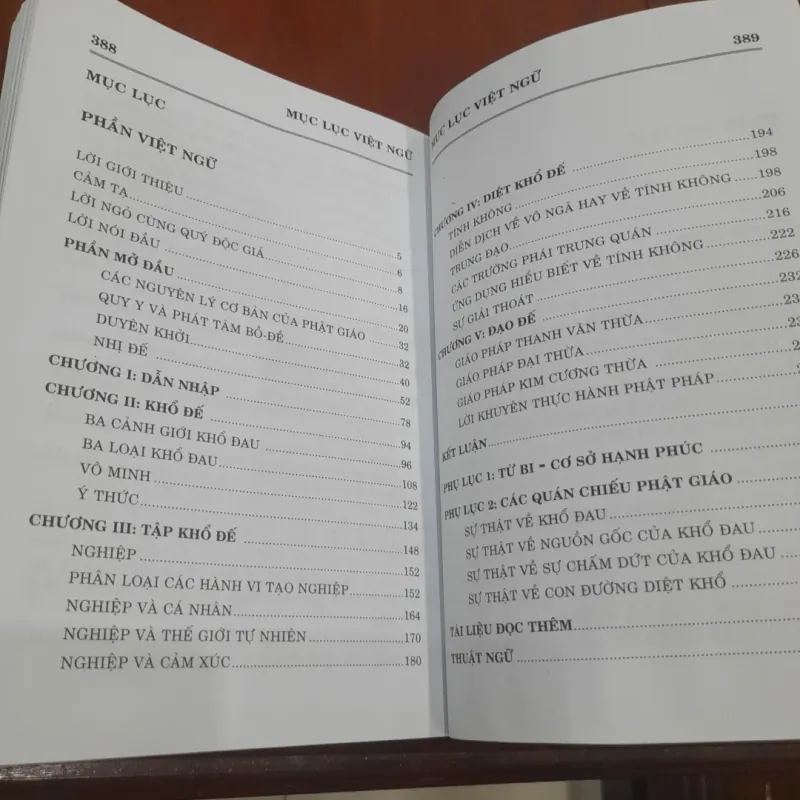 388
MỤC LỤC VIỆT NGỮ
MỤC LỤC
PHẦN VIỆT NGỮ
LỜI GIỚI THIỆU ... 5
CẢM TẠ ... 6
LỜI NGỎ CÙNG QUÝ ĐỘC GIẢ ... 8
LỜI NÓI ĐẦU ... 16
PHẦN MỞ ĐẦU ... 20
CÁC NGUYÊN LÝ CƠ BẢN CỦA PHẬT GIÁO ... 32
QUY Y VÀ PHÁT TÂM BỒ-ĐỀ ... 32
DUYÊN KHỞI ... 40
NHỊ ĐẾ ... 52
CHƯƠNG I: DẪN NHẬP ... 78
CHƯƠNG II: KHỔ ĐẾ ... 94
BA CẢNH GIỚI KHỔ ĐAU ... 96
BA LOẠI KHỔ ĐAU ... 108
VÔ MINH ... 122
Ý THỨC ... 134
CHƯƠNG III: TẬP KHỔ ĐẾ ... 148
NGHIỆP ... 152
PHÂN LOẠI CÁC HÀNH VI TẠO NGHIỆP ... 152
NGHIỆP VÀ CÁ NHÂN ... 164
NGHIỆP VÀ THẾ GIỚI TỰ NHIÊN ... 170
NGHIỆP VÀ CẢM XÚC ... 180
389
MỤC LỤC VIỆT NGỮ
CHƯƠNG IV: DIỆT KHỔ ĐẾ ... 194
TÍNH KHÔNG ... 198
DIỄN DỊCH VỀ VÔ NGÃ HAY VỀ TÍNH KHÔNG ... 198
TRUNG ĐẠO ... 206
CÁC TRƯỜNG PHÁI TRUNG QUÁN ... 216
ỨNG DỤNG HIỂU BIẾT VỀ TÍNH KHÔNG ... 222
SỰ GIẢI THOÁT ... 226
CHƯƠNG V: ĐẠO ĐẾ ... 232
GIÁO PHÁP THANH VĂN THỪA
GIÁO PHÁP ĐẠI THỪA
GIÁO PHÁP KIM CƯƠNG THỪA
LỜI KHUYÊN THỰC HÀNH PHẬT PHÁP
KẾT LUẬN
PHỤ LỤC 1: TỪ BI - CƠ SỞ HẠNH PHÚC
PHỤ LỤC 2: CÁC QUÁN CHIẾU PHẬT GIÁO
SỰ THẬT VỀ KHỔ ĐAU
SỰ THẬT VỀ NGUỒN GỐC CỦA KHỔ ĐAU
SỰ THẬT VỀ SỰ CHẤM DỨT CỦA KHỔ ĐAU
SỰ THẬT VỀ CON ĐƯỜNG DIỆT KHỔ
TÀI LIỆU ĐỌC THÊM
THUẬT NGỮ